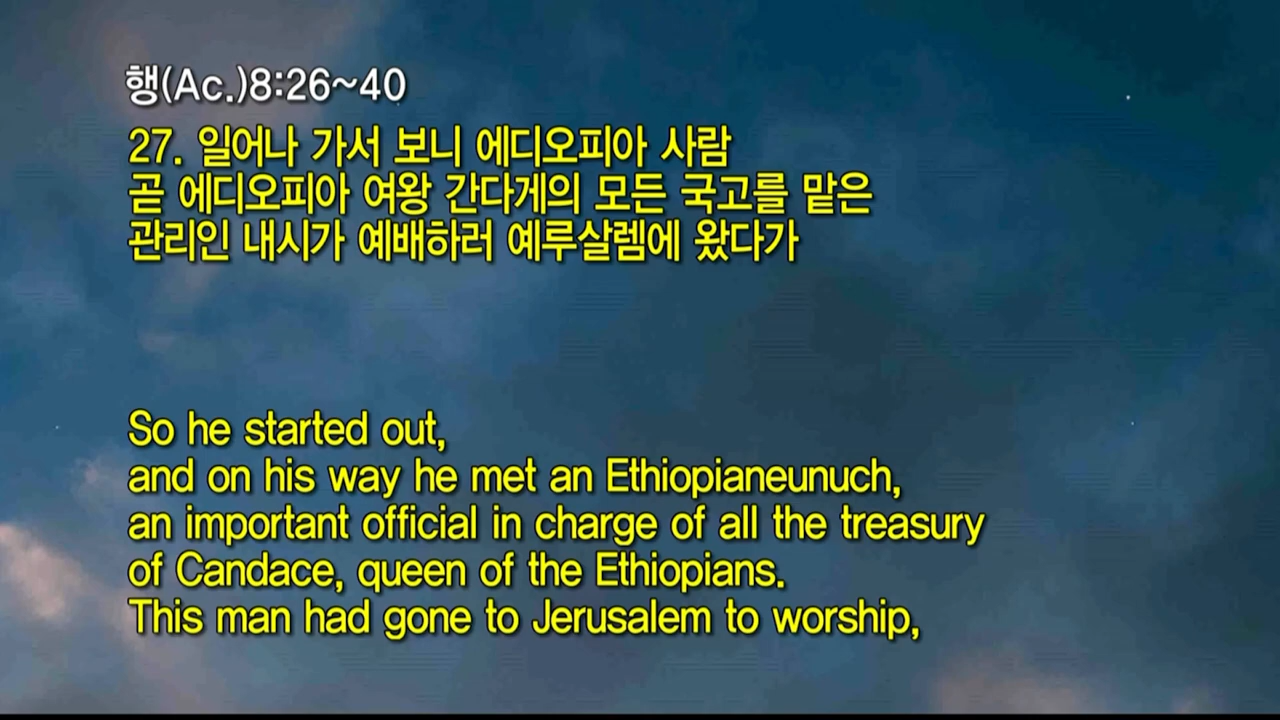 행(Ac.)8:26~40
27. 일어나 가서 보니 에디오피아 사람
곧 에디오피아 여왕 간다게의 모든 국고를 맡은
관리인 내시가 예배하러 예루살렘에 왔다가
So he started out,
and on his way he met an Ethiopianeunuch,
an important official in charge of all the treasury
of Candace, queen of the Ethiopians.
This man had gone to Jerusalem to worship,